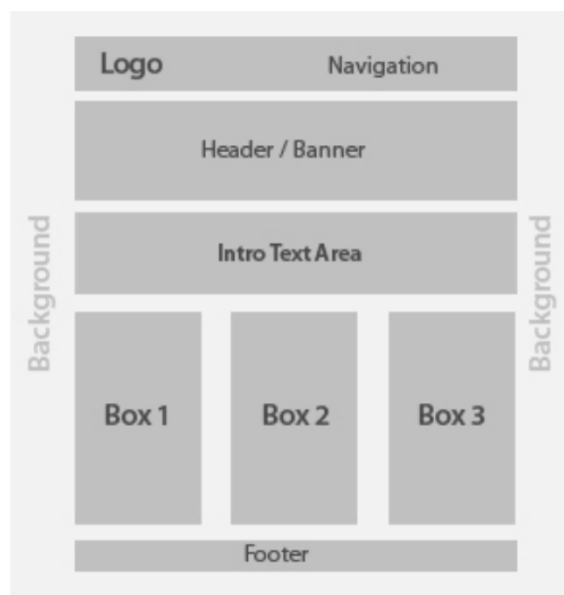 Logo
Navigation
Header / Banner
Background
Intro Text Area
Background
Box 1
Box 2
Box 3
Footer